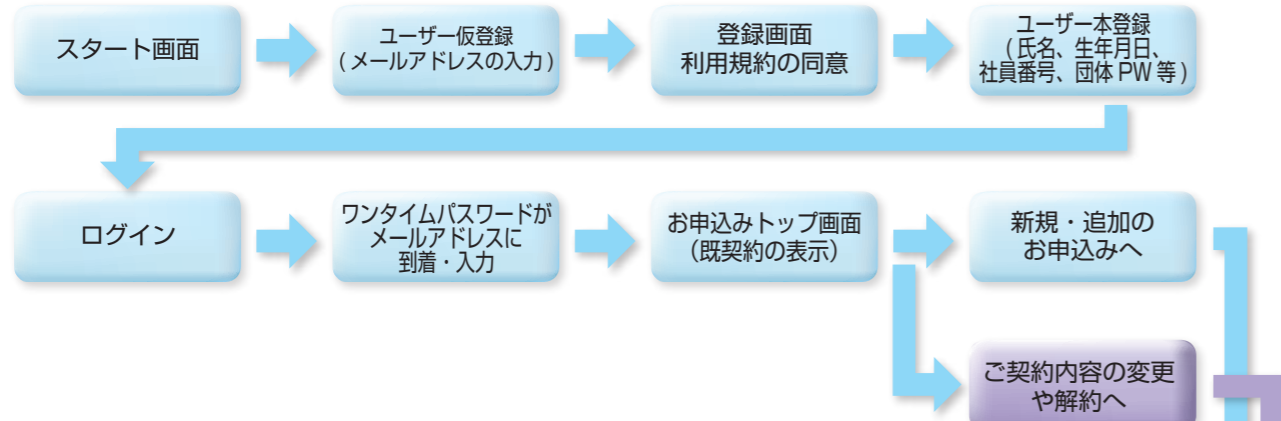 スタート画面
ユーザー仮登録
(メールアドレスの入力)
登録画面
利用規約の同意
ユーザー本登録
(氏名、生年月日、
社員番号、団体 PW 等)
ログイン
ワンタイムパスワードが
メールアドレスに
到着・入力
お申込みトップ画面
(既契約の表示)
新規・追加の
お申込みへ
ご契約内容の変更
や解約へ